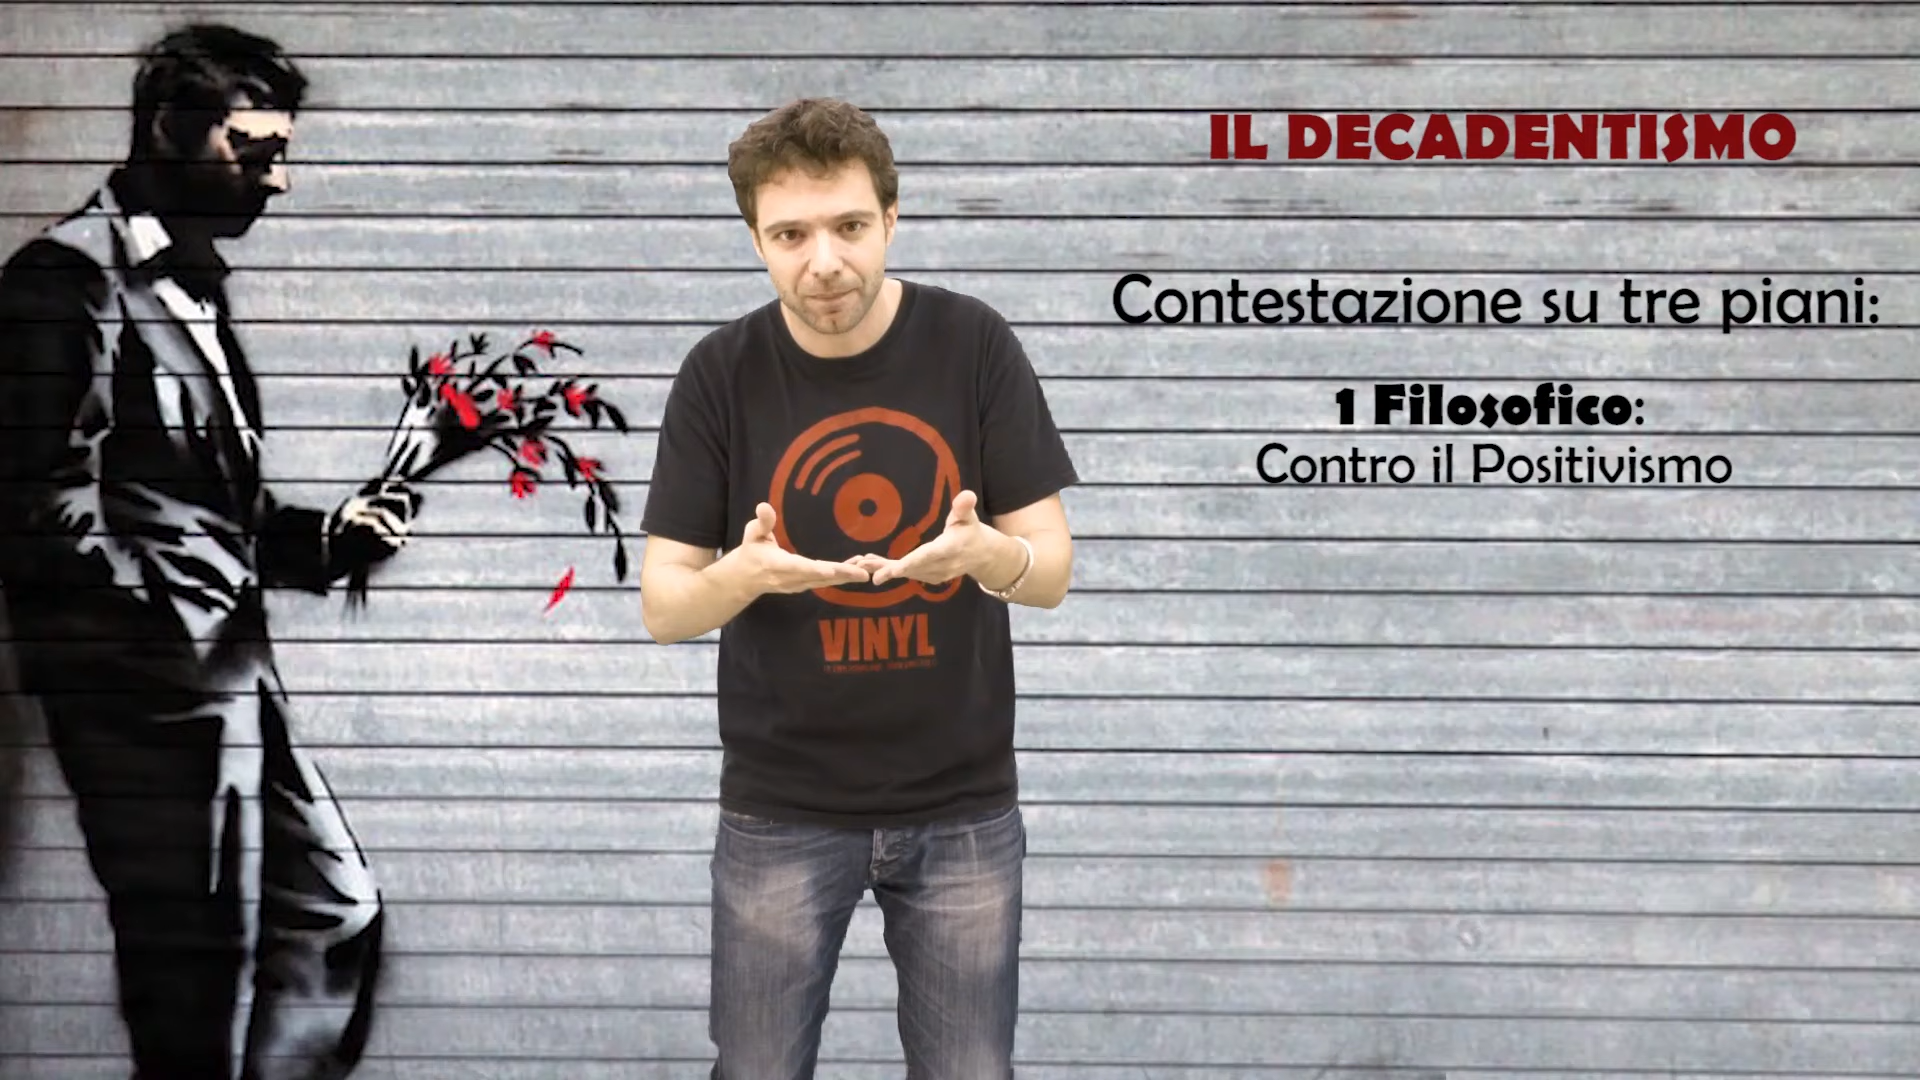 IL DECADENTISMO
Contestazione su tre piani:
1 Filosofico:
Contro il Positivismo
VINYL